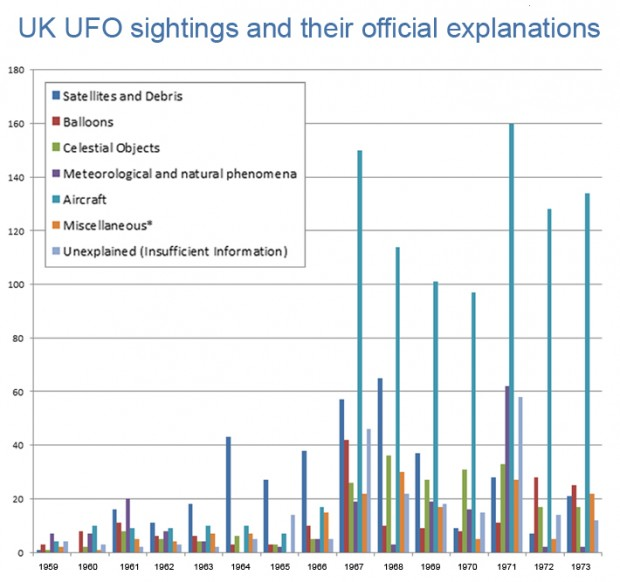 UK UFO sightings and their official explanations
180
160
140
120
100
80
60
40
20
0
Satellites and Debris
Balloons
Celestial Objects
Meteorological and natural phenomena
Aircraft
Miscellaneous*
Unexplained (Insufficient Information)
1959 1960 1961 1962 1963 1964 1965 1966 1967 1968 1969 1970 1971 1972 1973